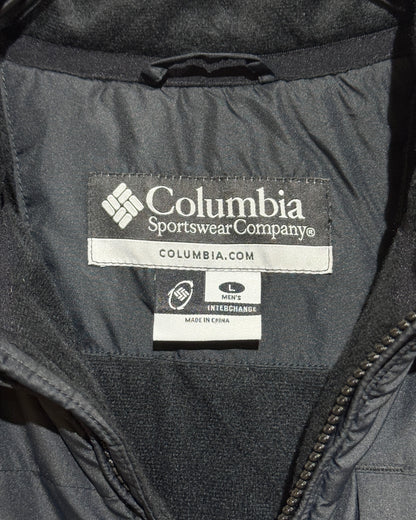 Columbia
Sportswear Company®
COLUMBIA.COM
L
MEN'S
INTERCHANGE
MADE IN CHINA